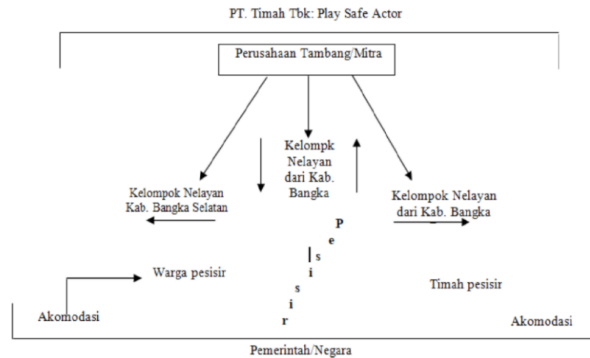 PT. Timah Tbk: Play Safe Actor
Perusahaan Tambang/Mitra
Kelompk
Nelayan
dari Kab.
Bangka
Kelompok Nelayan
Kab. Bangka Selatan
Kelompok Nelayan
dari Kab. Bangka
P
e
s
i
s
i
r
Warga pesisir
Timah pesisir
Akomodasi
Akomodasi
Pemerintah/Negara